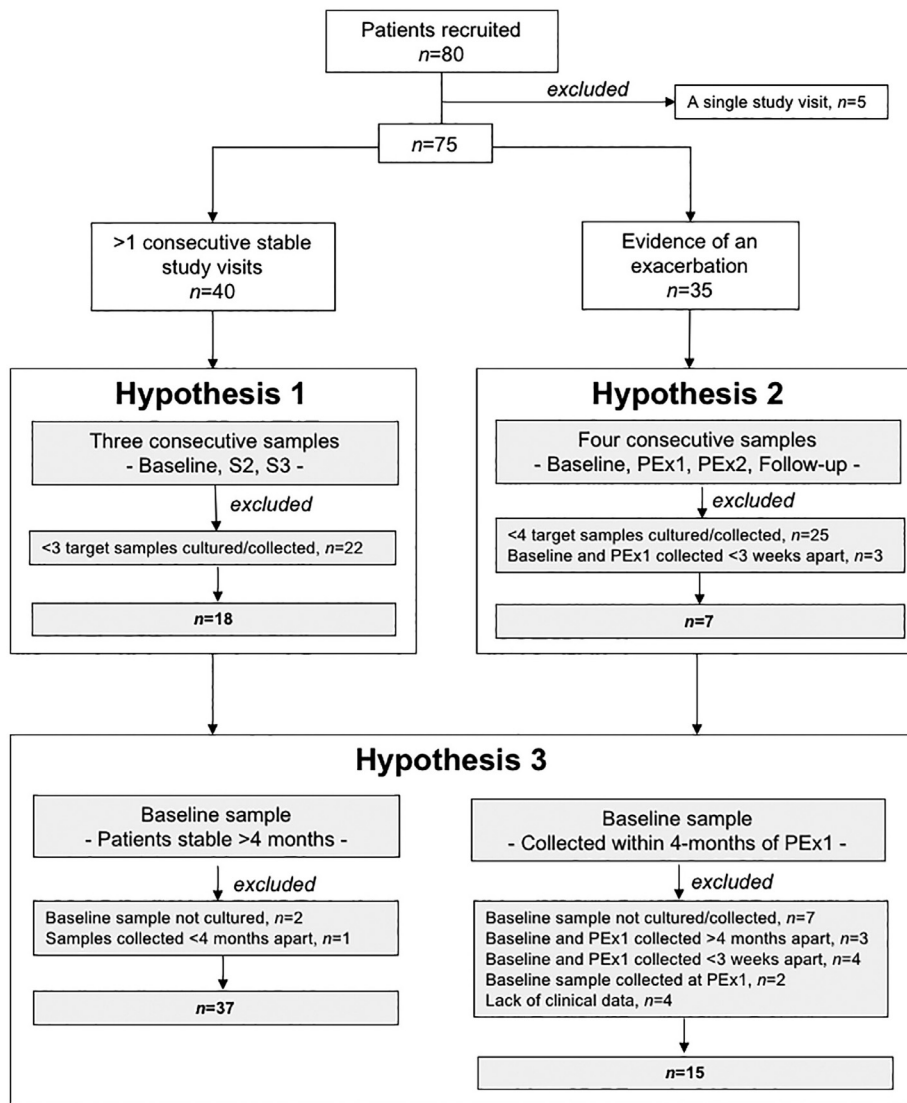 Patients recruited
n=80
excluded
A single study visit, n=5
n=75
>1 consecutive stable
study visits
n=40
Evidence of an
exacerbation
n=35
Hypothesis 1
Three consecutive samples
- Baseline, S2, S3 -
excluded
<3 target samples cultured/collected, n=22
n=18
Hypothesis 2
Four consecutive samples
- Baseline, PEx1, PEx2, Follow-up -
excluded
<4 target samples cultured/collected, n=25
Baseline and PEx1 collected <3 weeks apart, n=3
n=7
Hypothesis 3
Baseline sample
- Patients stable >4 months -
excluded
Baseline sample not cultured, n=2
Samples collected <4 months apart, n=1
n=37
Baseline sample
- Collected within 4-months of PEx1 -
excluded
Baseline sample not cultured/collected, n=7
Baseline and PEx1 collected >4 months apart, n=3
Baseline and PEx1 collected <3 weeks apart, n=4
Baseline sample collected at PEx1, n=2
Lack of clinical data, n=4
n=15